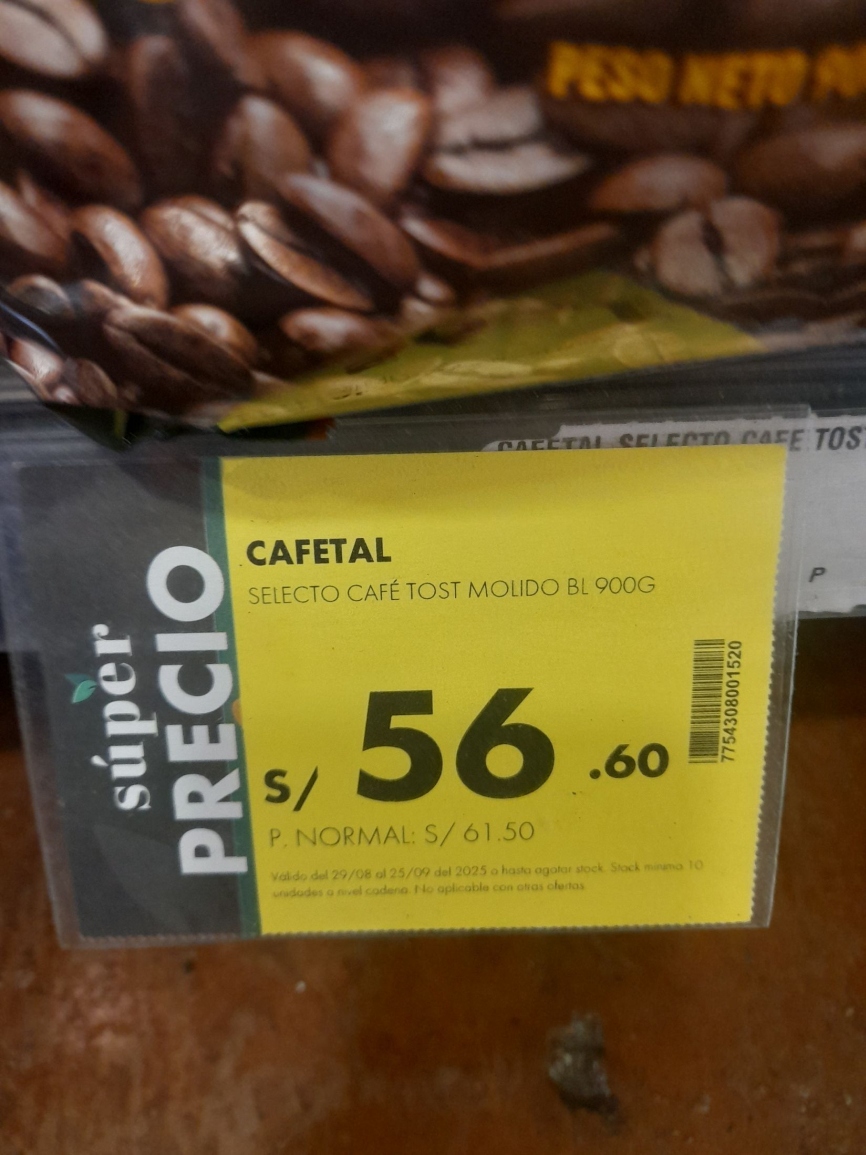 PESO NETO 90
CAFETAL SELECTO CAFE TOS
P
súper
PRECIO
CAFETAL
SELECTO CAFÉ TOST MOLIDO BL 900G
S/ 56.60
P. NORMAL: S/ 61.50
Válido del 29/08 al 25/09 del 2025 o hasta agotar stock. Stock mínimo 10
unidades a nivel cadena. No aplicable con otras ofertas.
7754308001520